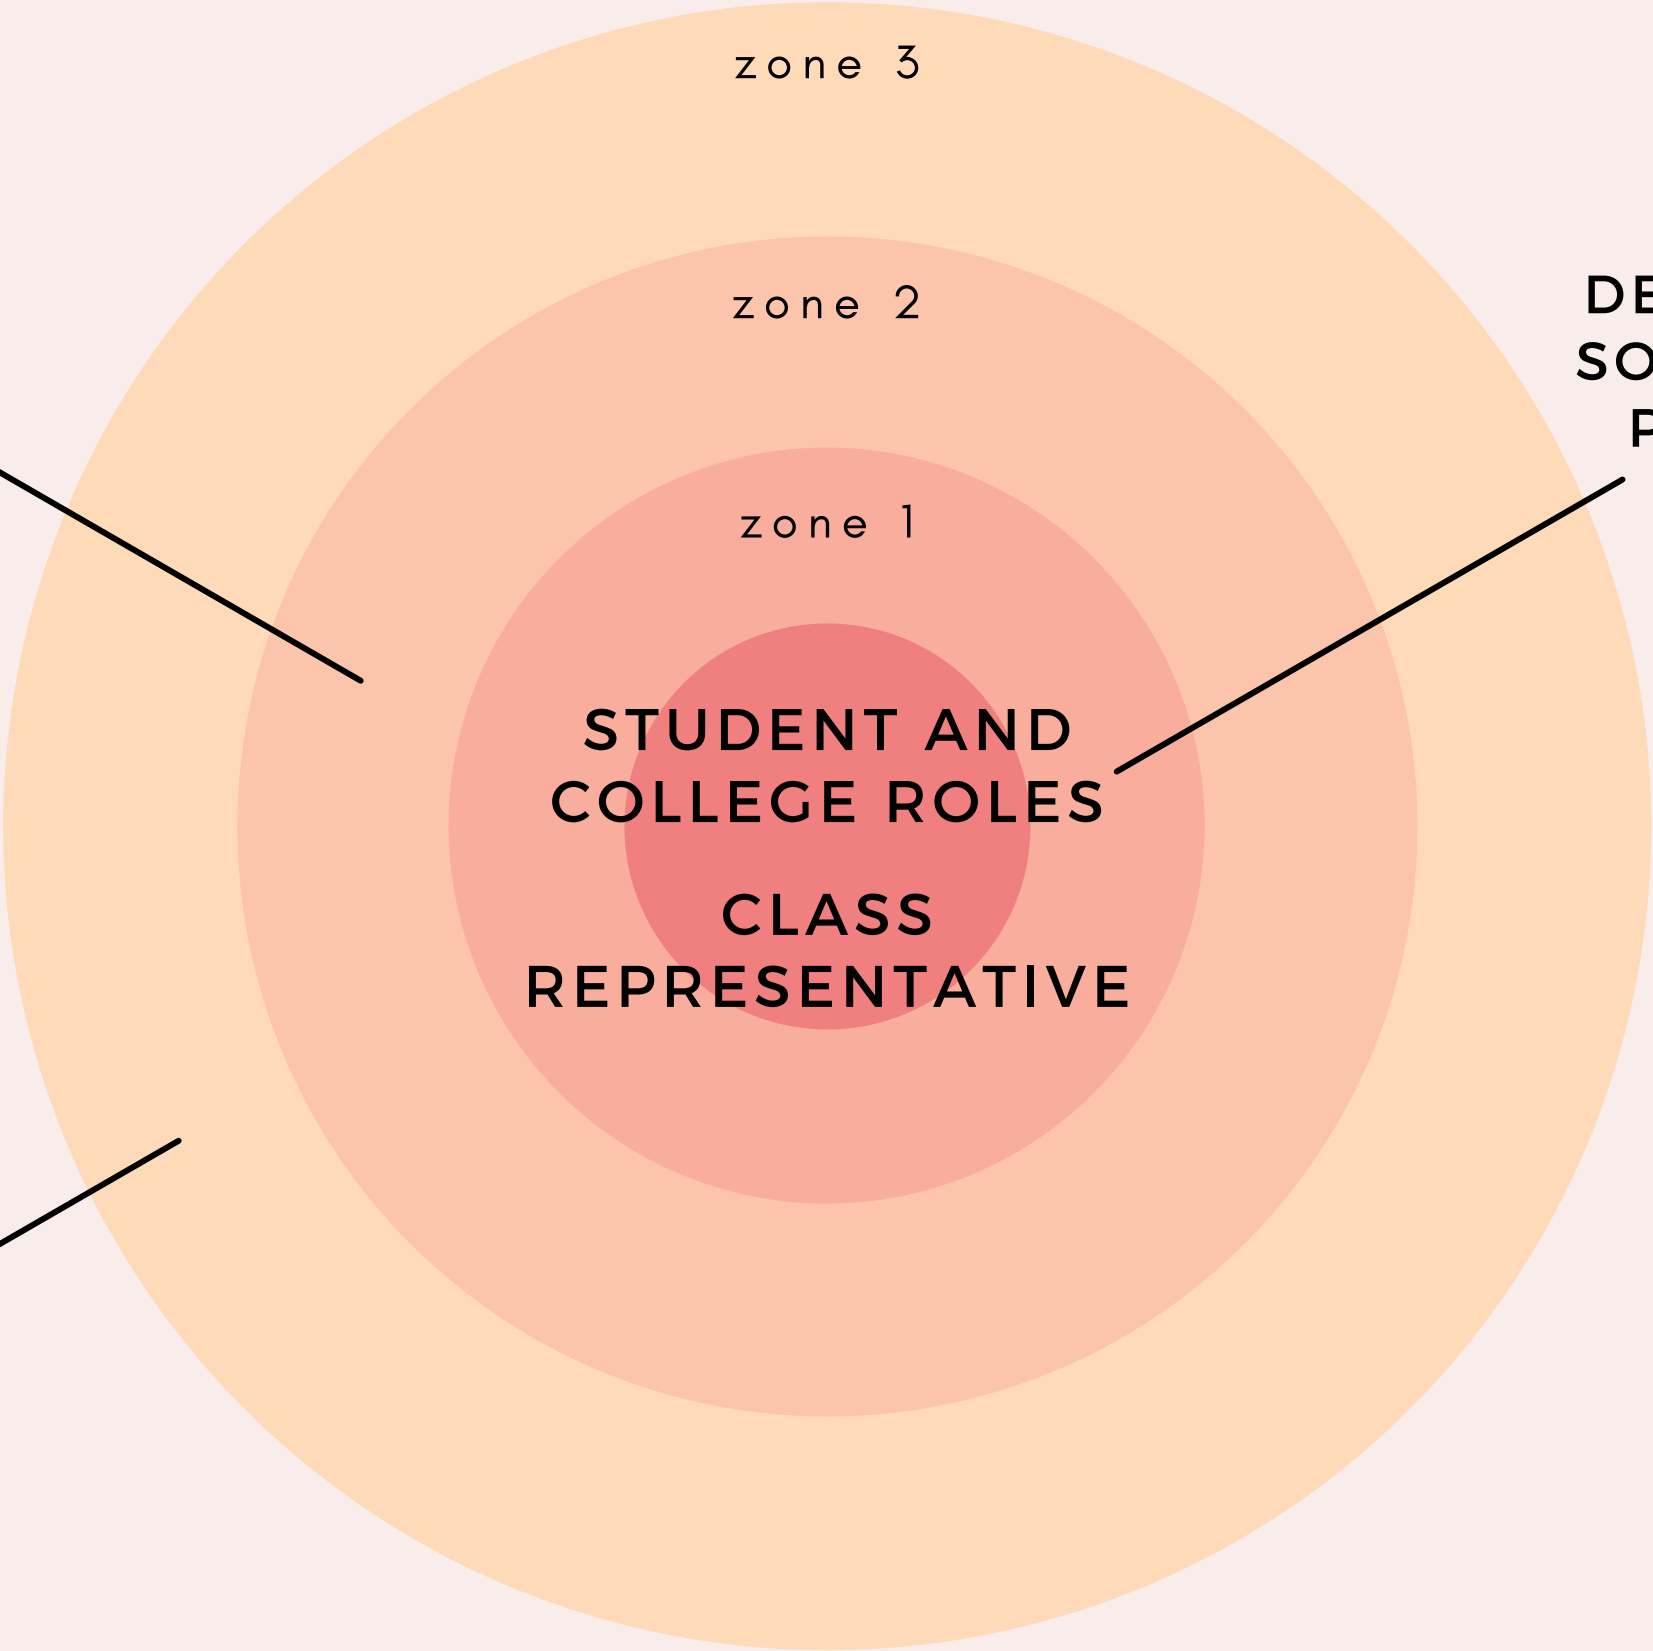 zone 3
zone 2
zone 1
STUDENT AND
COLLEGE ROLES
CLASS
REPRESENTATIVE